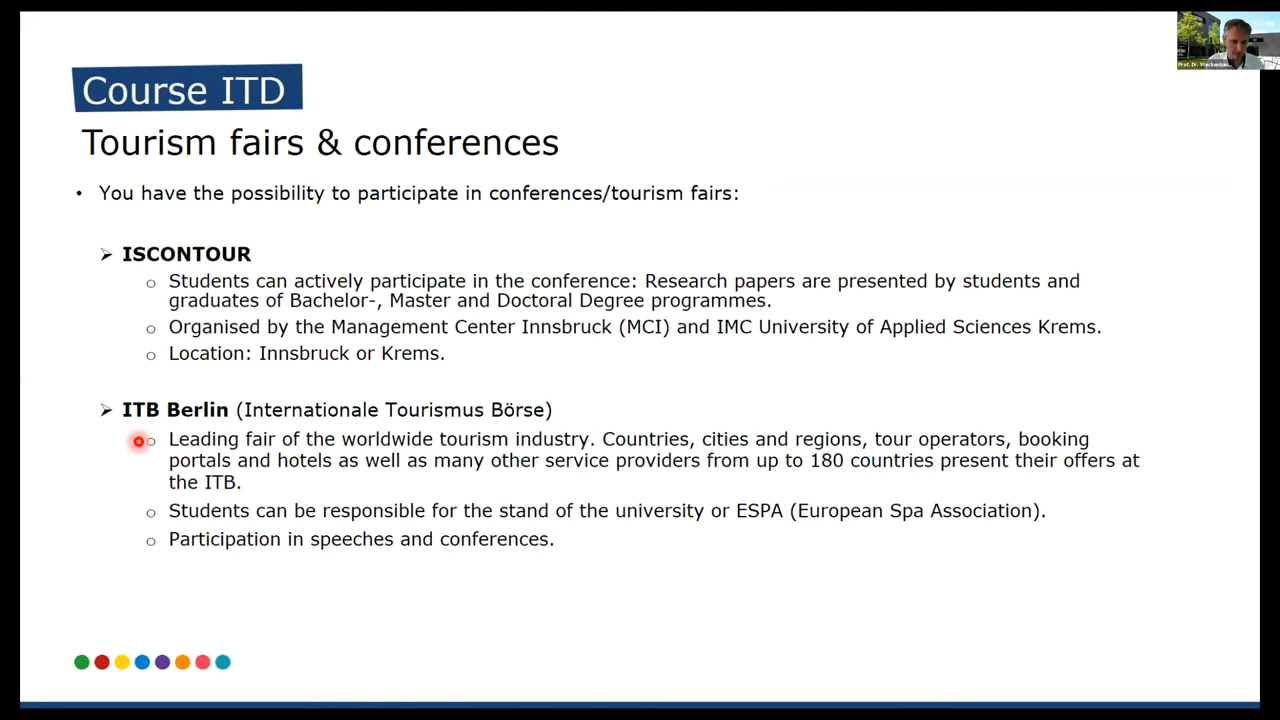 Course ITD
Tourism fairs & conferences
• You have the possibility to participate in conferences/tourism fairs:
➢ ISCONTOUR
o Students can actively participate in the conference: Research papers are presented by students and
graduates of Bachelor-, Master and Doctoral Degree programmes.
o Organised by the Management Center Innsbruck (MCI) and IMC University of Applied Sciences Krems.
o Location: Innsbruck or Krems.
➢ ITB Berlin (Internationale Tourismus Börse)
o Leading fair of the worldwide tourism industry. Countries, cities and regions, tour operators, booking
portals and hotels as well as many other service providers from up to 180 countries present their offers at
the ITB.
o Students can be responsible for the stand of the university or ESPA (European Spa Association).
o Participation in speeches and conferences.
Prof. Dr.